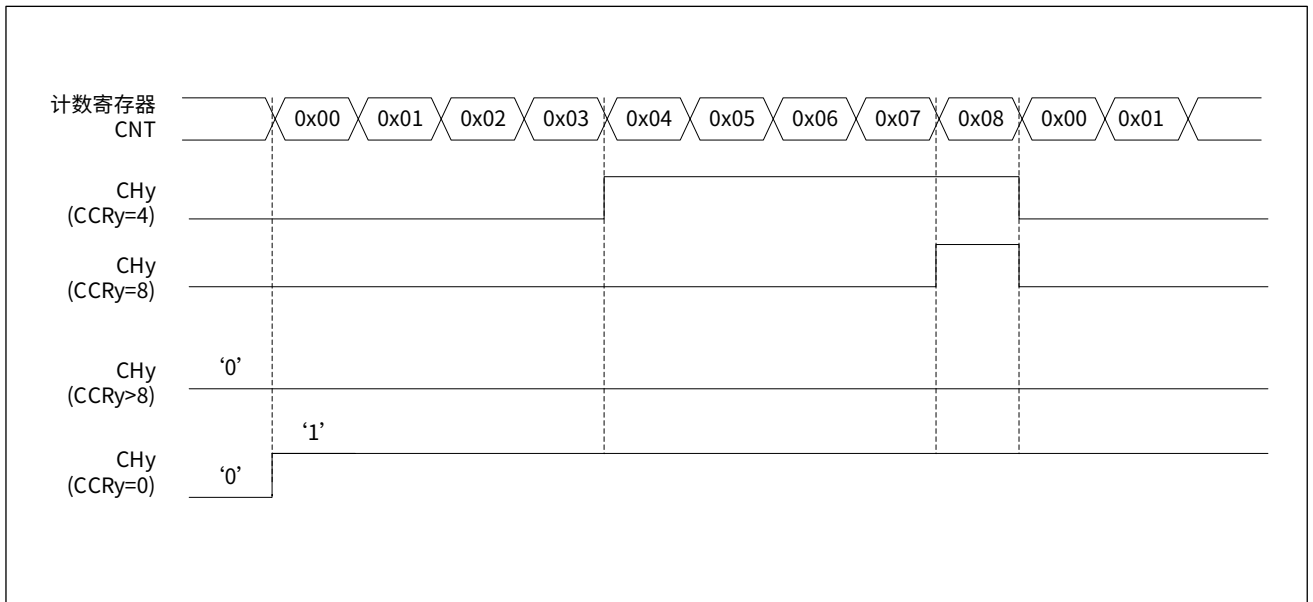 计数寄存器
CNT
0x00 0x01 0x02 0x03 0x04 0x05 0x06 0x07 0x08 0x00 0x01
CHy
(CCRy=4)
CHy
(CCRy=8)
CHy
(CCRy>8)
‘0’
‘1’
CHy
(CCRy=0)
‘0’